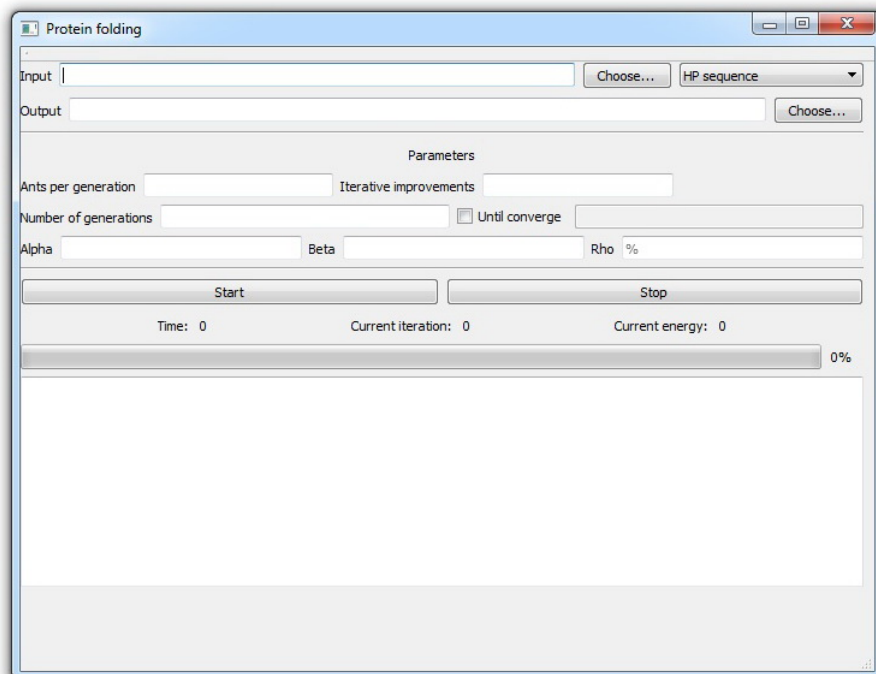 Protein folding
Input Choose... HP sequence
Output Choose...
Parameters
Ants per generation Iterative improvements
Number of generations Until converge
Alpha Beta Rho %
Start Stop
Time: 0 Current iteration: 0 Current energy: 0
0%